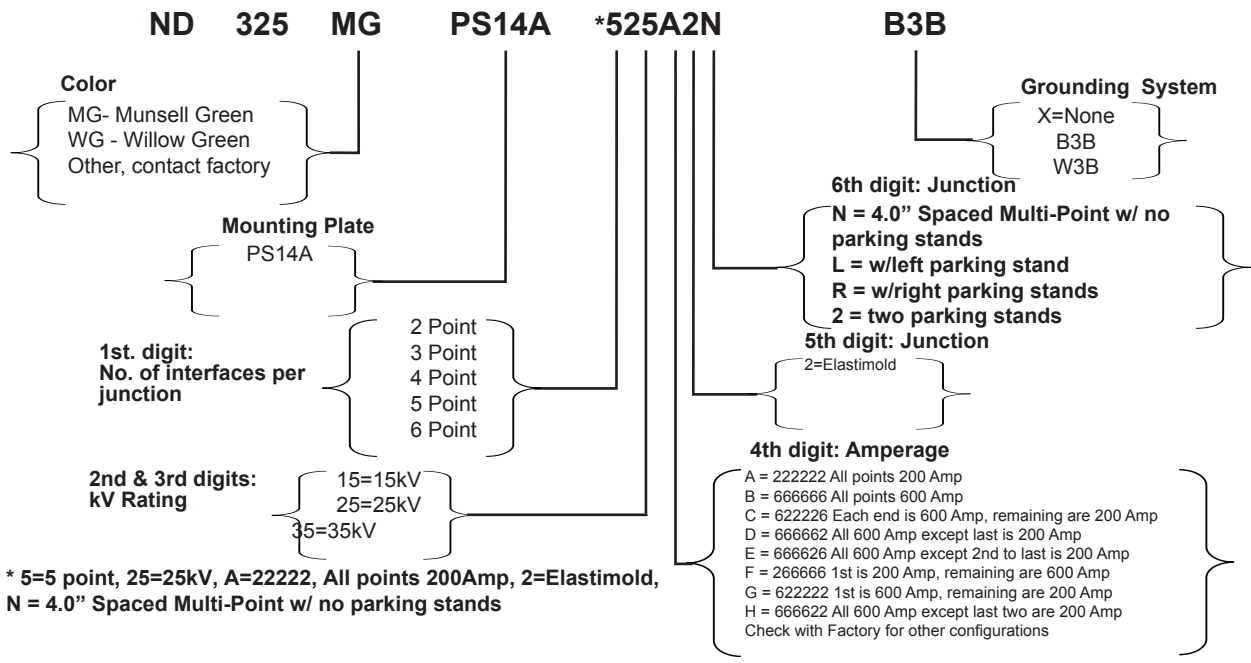 ND 325 MG PS14A *525A2N B3B
Color
MG- Munsell Green
WG - Willow Green
Other, contact factory
Grounding System
X=None
B3B
W3B
Mounting Plate
PS14A
6th digit: Junction
N = 4.0” Spaced Multi-Point w/ no
parking stands
L = w/left parking stand
R = w/right parking stands
2 = two parking stands
1st. digit:
No. of interfaces per
junction
2 Point
3 Point
4 Point
5 Point
6 Point
5th digit: Junction
2=Elastimold
2nd & 3rd digits:
kV Rating
15=15kV
25=25kV
35=35kV
4th digit: Amperage
A = 222222 All points 200 Amp
B = 666666 All points 600 Amp
C = 622226 Each end is 600 Amp, remaining are 200 Amp
D = 666662 All 600 Amp except last is 200 Amp
E = 666626 All 600 Amp except 2nd to last is 200 Amp
F = 266666 1st is 200 Amp, remaining are 600 Amp
G = 622222 1st is 600 Amp, remaining are 200 Amp
H = 666622 All 600 Amp except last two are 200 Amp
Check with Factory for other configurations
* 5=5 point, 25=25kV, A=22222, All points 200Amp, 2=Elastimold,
N = 4.0” Spaced Multi-Point w/ no parking stands